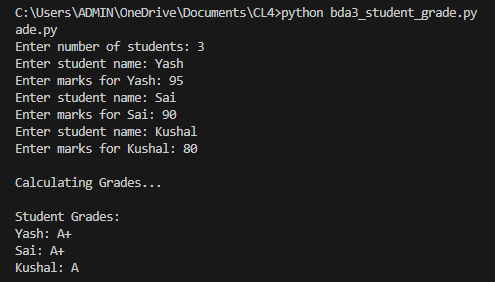 C:\Users\ADMIN\OneDrive\Documents\CL4>python bda3_student_grade.py
ade.py
Enter number of students: 3
Enter student name: Yash
Enter marks for Yash: 95
Enter student name: Sai
Enter marks for Sai: 90
Enter student name: Kushal
Enter marks for Kushal: 80
Calculating Grades...
Student Grades:
Yash: A+
Sai: A+
Kushal: A